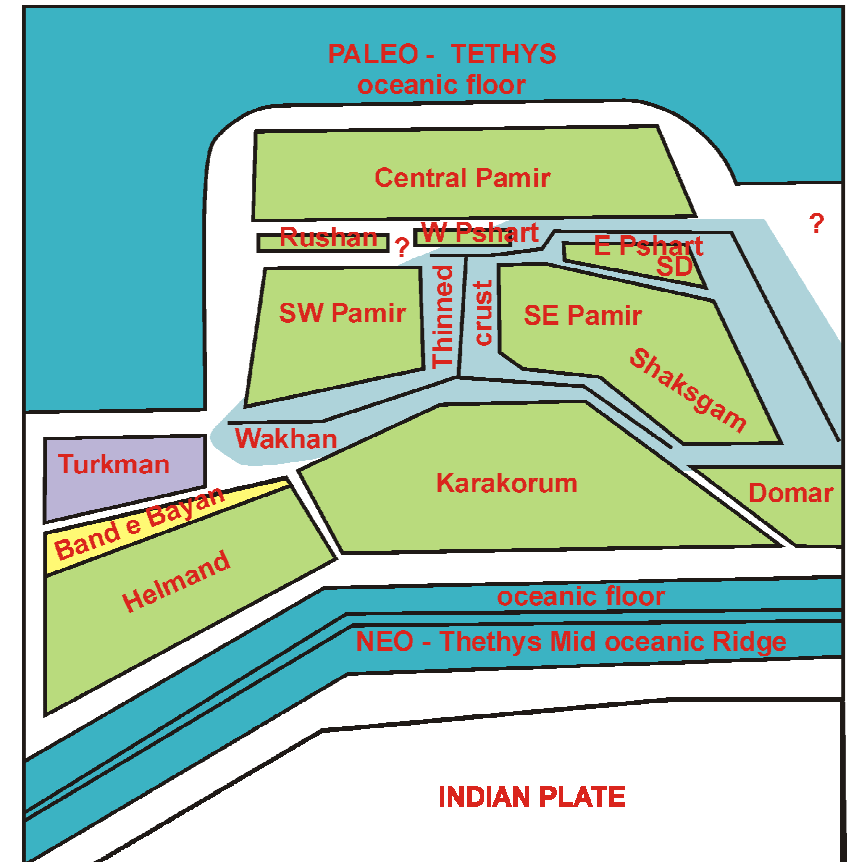 PALEO - TETHYS
oceanic floor
Central Pamir
?
Rushan
?
W Pshart
E Pshart
SD
SW Pamir
Thinned
crust
SE Pamir
Shaksgam
Wakhan
Turkman
Karakorum
Domar
Band e Bayan
Helmand
oceanic floor
NEO - Thethys Mid oceanic Ridge
INDIAN PLATE